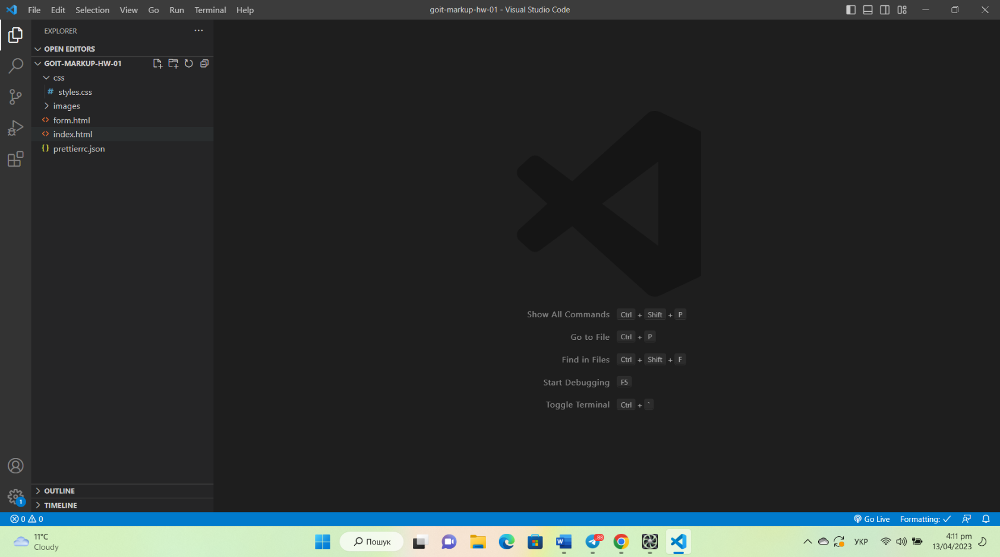 File Edit Selection View Go Run Terminal Help
goit-markup-hw-01 - Visual Studio Code
EXPLORER
OPEN EDITORS
GOIT-MARKUP-HW-01
css
# styles.css
images
<> form.html
<> index.html
{} prettierrc.json
Show All Commands Ctrl + Shift + P
Go to File Ctrl + P
Find in Files Ctrl + Shift + F
Start Debugging F5
Toggle Terminal Ctrl + `
1
OUTLINE
TIMELINE
0 0
Go Live Formatting:
11°C
Cloudy
Пошук
88
УКР
4:11 pm
13/04/2023